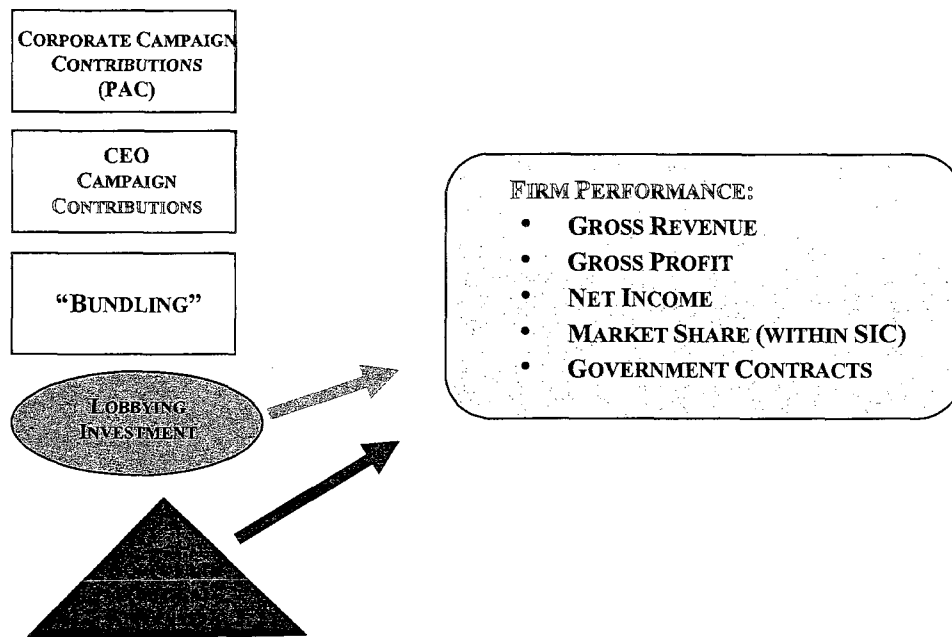 CORPORATE CAMPAIGN
CONTRIBUTIONS
(PAC)
CEO
CAMPAIGN
CONTRIBUTIONS
"BUNDLING"
LOBBYING
INVESTMENT
FIRM PERFORMANCE:
• GROSS REVENUE
• GROSS PROFIT
• NET INCOME
• MARKET SHARE (WITHIN SIC)
• GOVERNMENT CONTRACTS